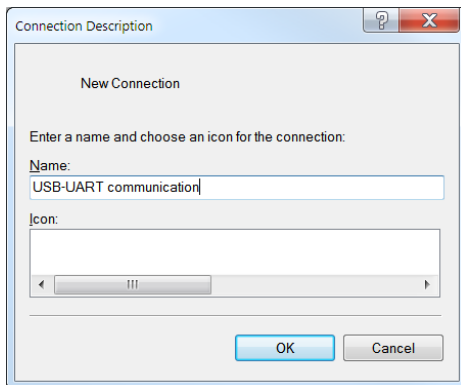 Connection Description
New Connection
Enter a name and choose an icon for the connection:
Name:
USB-UART communication
Icon:
OK
Cancel